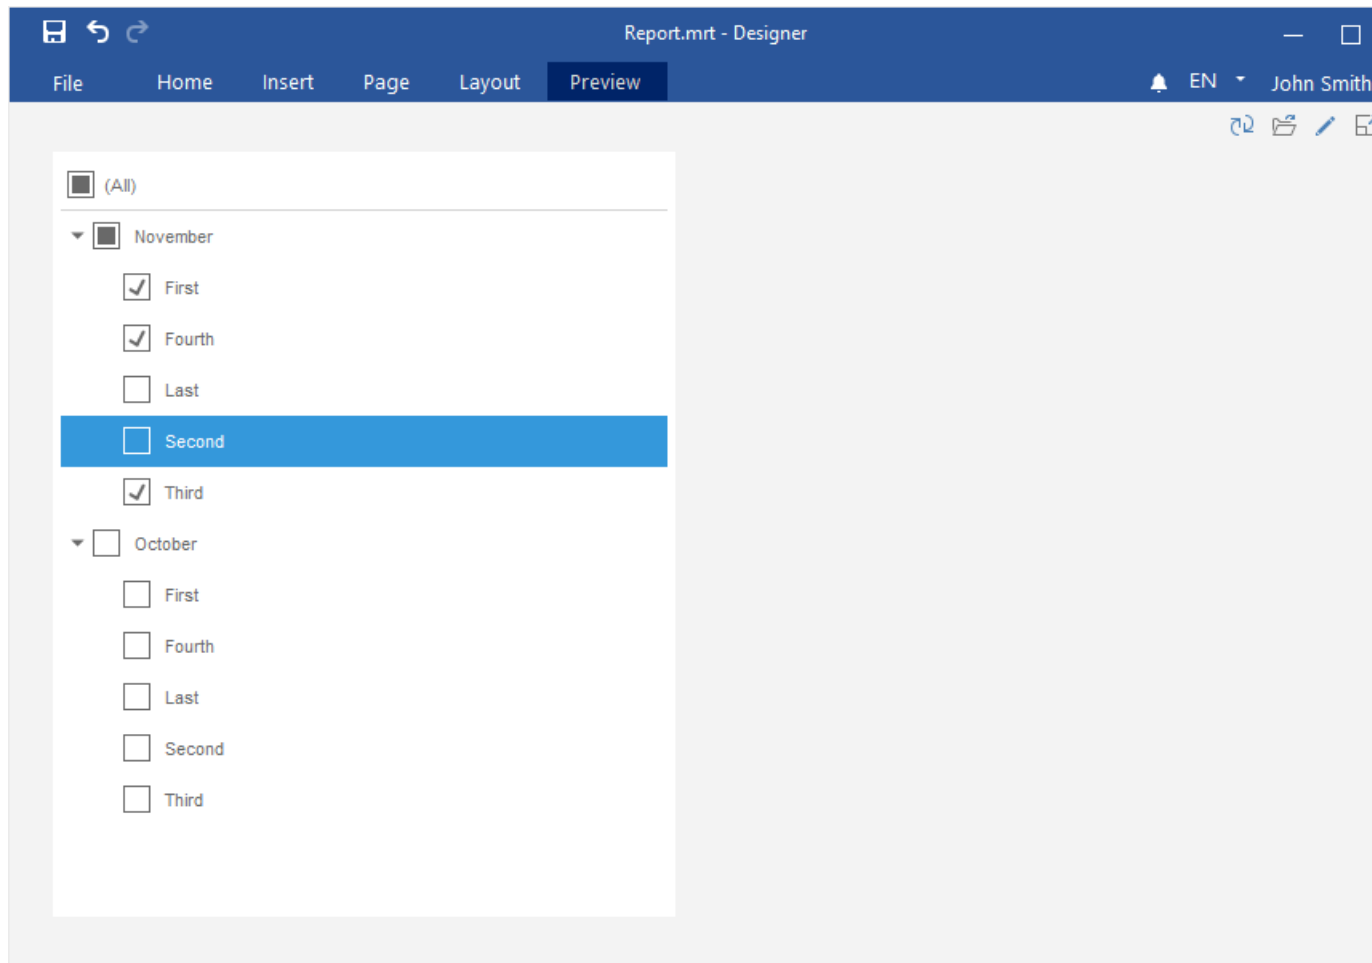 Report.mrt - Designer
File Home Insert Page Layout Preview EN John Smith
(All)
November
First
Fourth
Last
Second
Third
October
First
Fourth
Last
Second
Third